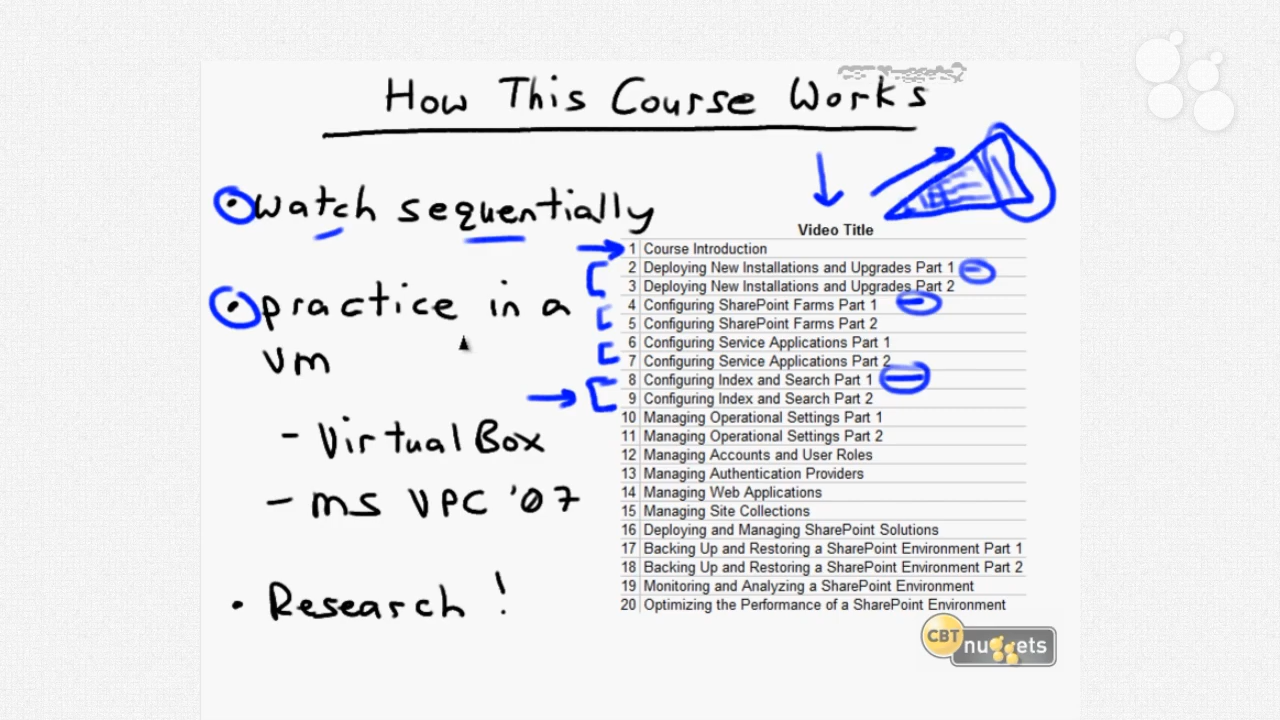 How This Course Works
• watch sequentially
• practice in a
vm
- VirtualBox
- ms VPC '07
• Research !
Video Title
1 Course Introduction
2 Deploying New Installations and Upgrades Part 1
3 Deploying New Installations and Upgrades Part 2
4 Configuring SharePoint Farms Part 1
5 Configuring SharePoint Farms Part 2
6 Configuring Service Applications Part 1
7 Configuring Service Applications Part 2
8 Configuring Index and Search Part 1
9 Configuring Index and Search Part 2
10 Managing Operational Settings Part 1
11 Managing Operational Settings Part 2
12 Managing Accounts and User Roles
13 Managing Authentication Providers
14 Managing Web Applications
15 Managing Site Collections
16 Deploying and Managing SharePoint Solutions
17 Backing Up and Restoring a SharePoint Environment Part 1
18 Backing Up and Restoring a SharePoint Environment Part 2
19 Monitoring and Analyzing a SharePoint Environment
20 Optimizing the Performance of a SharePoint Environment
CBT nuggets